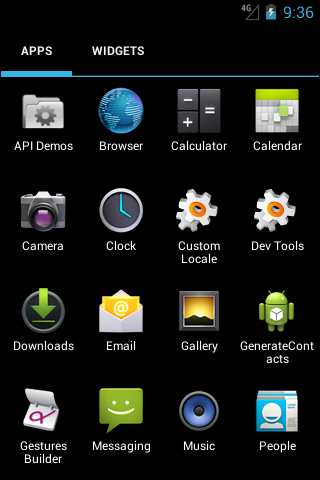 4G 9:36
APPS WIDGETS
API Demos Browser Calculator Calendar
Camera Clock Custom Locale Dev Tools
Downloads Email Gallery GenerateContacts
Gestures Builder Messaging Music People